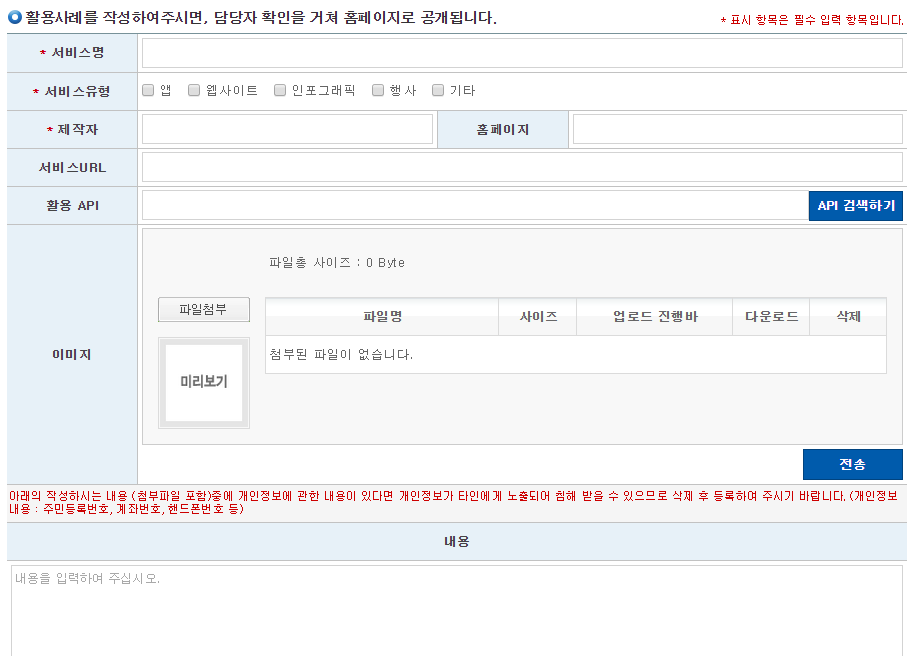 활용사례를 작성하여주시면, 담당자 확인을 거쳐 홈페이지로 공개됩니다.
* 표시 항목은 필수 입력 항목입니다.
* 서비스명
* 서비스유형 앱 웹사이트 인포그래픽 행사 기타
* 제작자 홈페이지
서비스URL
활용 API API 검색하기
파일총 사이즈 : 0 Byte
파일첨부 파일명 사이즈 업로드 진행바 다운로드 삭제
이미지 첨부된 파일이 없습니다.
미리보기
전송
아래의 작성하시는 내용 (첨부파일 포함)중에 개인정보에 관한 내용이 있다면 개인정보가 타인에게 노출되어 침해 받을 수 있으므로 삭제 후 등록하여 주시기 바랍니다. (개인정보
내용 : 주민등록번호, 계좌번호, 핸드폰번호 등)
내용
내용을 입력하여 주십시오.